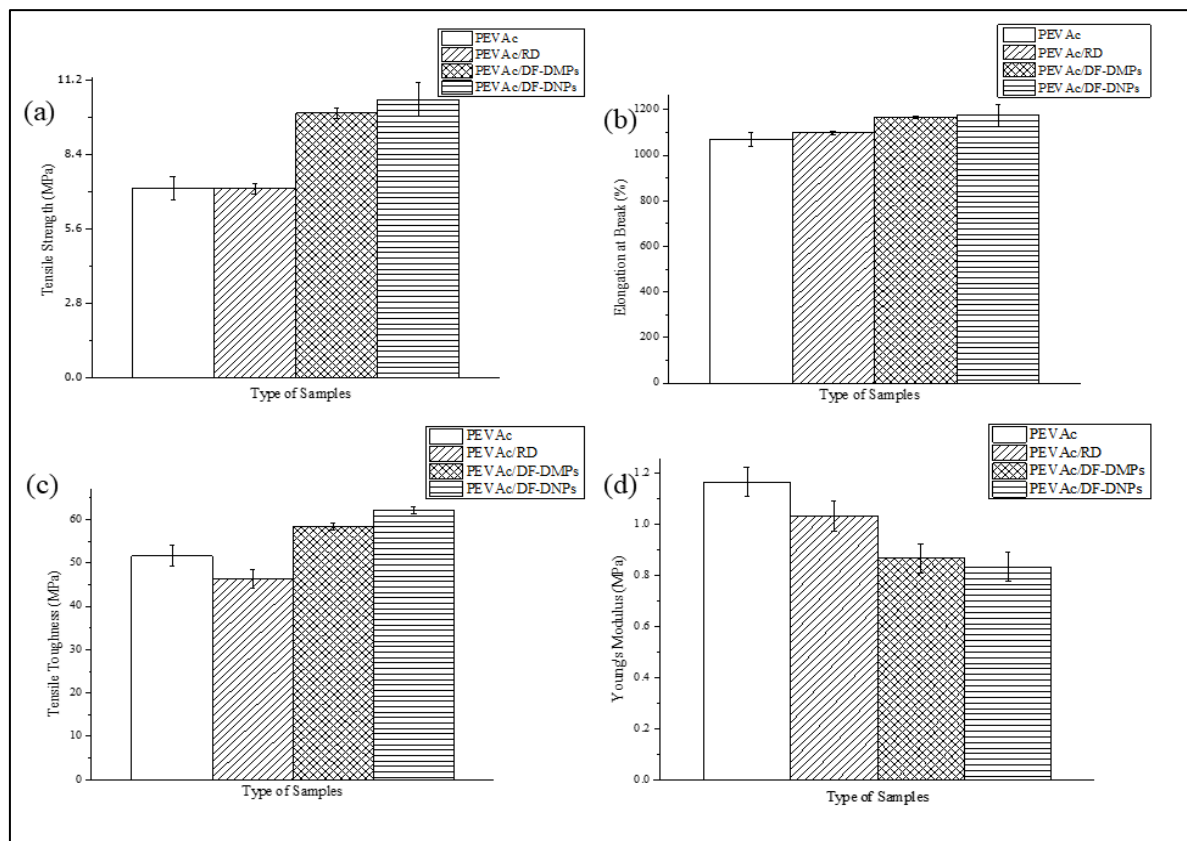 (a)
PEVAc
PEVAc/RD
PEVAc/DF-DMPs
PEVAc/DF-DNPs
11.2
8.4
5.6
2.8
0.0
Tensile Strength (MPa)
Type of Samples
(b)
PEVAc
PEVAc/RD
PEVAc/DF-DMPs
PEVAc/DF-DNPs
1200
1000
800
600
400
200
0
Elongation at Break (%)
Type of Samples
(c)
PEVAc
PEVAc/RD
PEVAc/DF-DMPs
PEVAc/DF-DNPs
60
50
40
30
20
10
0
Tensile Toughness (MPa)
Type of Samples
(d)
PEVAc
PEVAc/RD
PEVAc/DF-DMPs
PEVAc/DF-DNPs
1.2
1.0
0.8
0.6
0.4
0.2
0.0
Young's Modulus (MPa)
Type of Samples